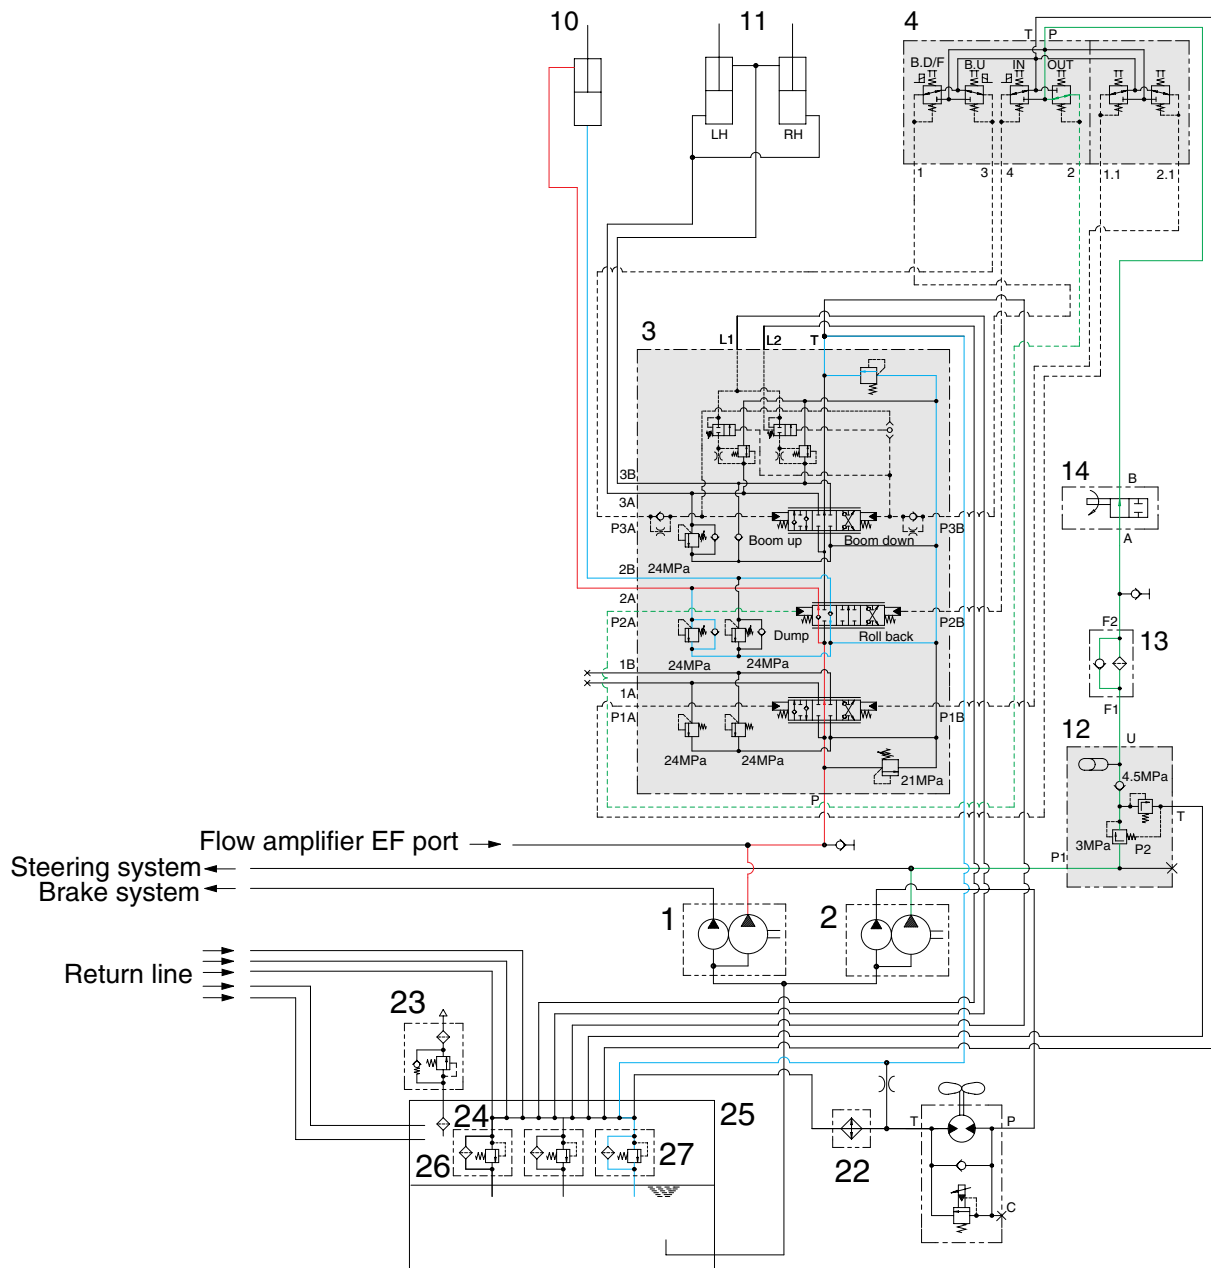 10
11
4
T P
B.D/F B.U IN OUT
LH
RH
1
3
4
2
1.1
2.1
3
L1
L2
T
14
B
A
3B
3A
P3A
P3B
Boom up
Boom down
24MPa
2B
2A
P2A
P2B
Dump
Roll back
24MPa
24MPa
1B
1A
P1A
P1B
24MPa
24MPa
21MPa
P
F2
13
F1
12
U
4.5MPa
T
3MPa
P2
P1
Flow amplifier EF port
Steering system
Brake system
1
2
Return line
23
24
25
26
27
22
T
P
C